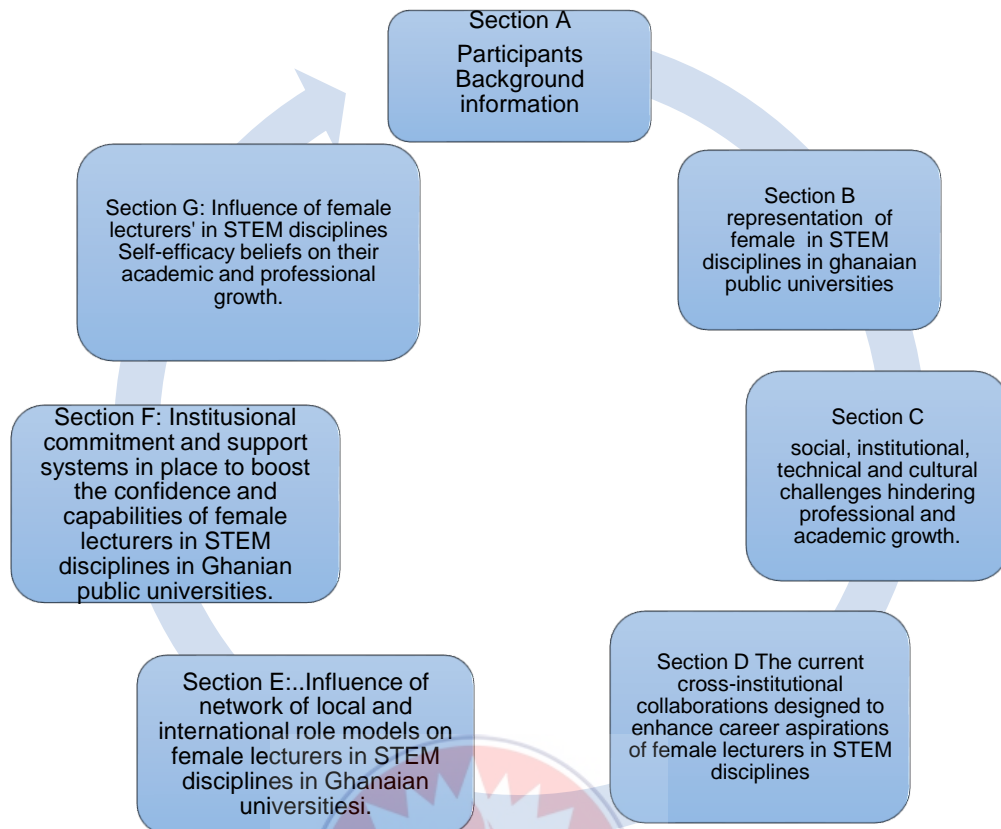 Section A
Participants
Background
information
Section B
representation of
female in STEM
disciplines in ghanaian
public universities
Section C
social, institutional,
technical and cultural
challenges hindering
professional and
academic growth.
Section D The current
cross-institutional
collaborations designed to
enhance career aspirations
of female lecturers in STEM
disciplines
Section E:..Influence of
network of local and
international role models on
female lecturers in STEM
disciplines in Ghanaian
universitiesi.
Section F: Institusional
commitment and support
systems in place to boost
the confidence and
capabilities of female
lecturers in STEM
disciplines in Ghanian
public universities.
Section G: Influence of female
lecturers' in STEM disciplines
Self-efficacy beliefs on their
academic and professional
growth.